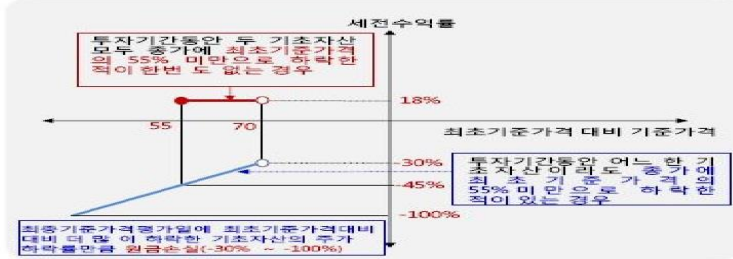 세전수익률
투자기간동안 두 기초자산
모두 종가에 최초기준가격
의 55% 미만으로 하락한
적이 한번 도 없는 경우
18%
55
70
최초기준가격 대비 기준가격
-30%
투자기간동안 어느 한 기
초자산이라도 종가에
최 초 기 준 가 격 의
55% 미만으로 하락한
적이 있는 경우
-45%
-100%
최종기준가격평가일에 최초기준가격대비
대비 더 많 이 하락한 기초자산의 주가
하락률만큼 원금손실(-30% ~ -100%)